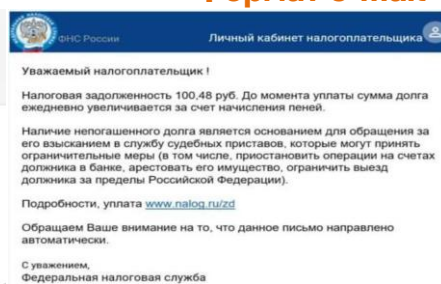 ФНС России
Личный кабинет налогоплательщика
Уважаемый налогоплательщик !
Налоговая задолженность 100,48 руб. До момента уплаты сумма долга
ежедневно увеличивается за счет начисления пеней.
Наличие непогашенного долга является основанием для обращения за
его взысканием в службу судебных приставов, которые могут принять
ограничительные меры (в том числе, приостановить операции на счетах
должника в банке, арестовать его имущество, ограничить выезд
должника за пределы Российской Федерации).
Подробности, уплата www.nalog.ru/zd
Обращаем Ваше внимание на то, что данное письмо направлено
автоматически.
С уважением,
Федеральная налоговая служба